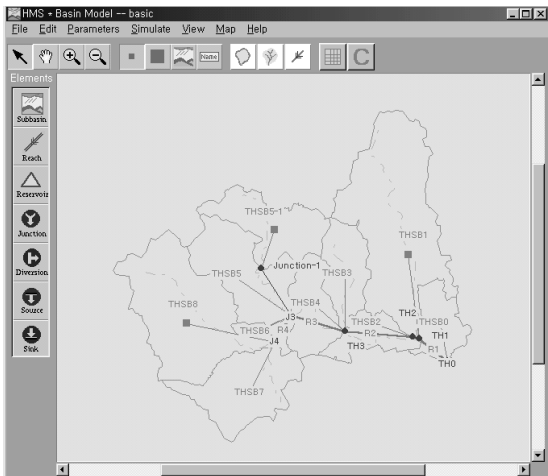 HMS * Basin Model -- basic
File Edit Parameters Simulate View Map Help
Name
C
Elements
Subbasin
Reach
Reservoir
Junction
Diversion
Source
Sink
THSB5-1
THSB1
Junction-1
THSB5
THSB3
THSB8
THSB4
TH2
J3
R3
THSB2
THSB0
THSB6
R4
R2
TH1
J4
TH3
R1
TH0
THSB7